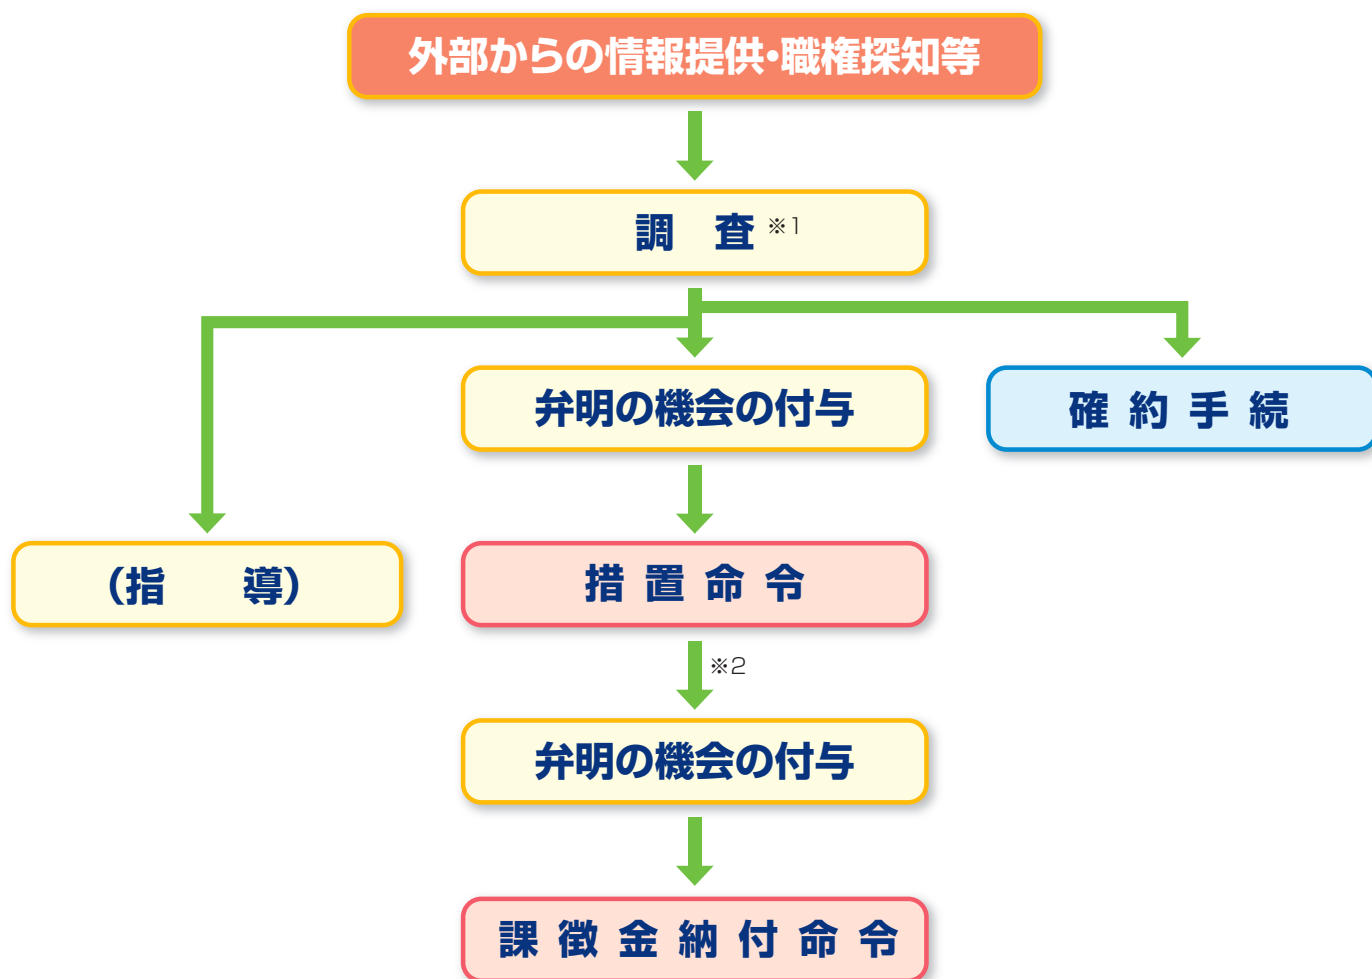 外部からの情報提供・職権探知等
調　査 ※1
弁明の機会の付与
確約手続
（指　　導）
措置命令
※2
弁明の機会の付与
課徴金納付命令